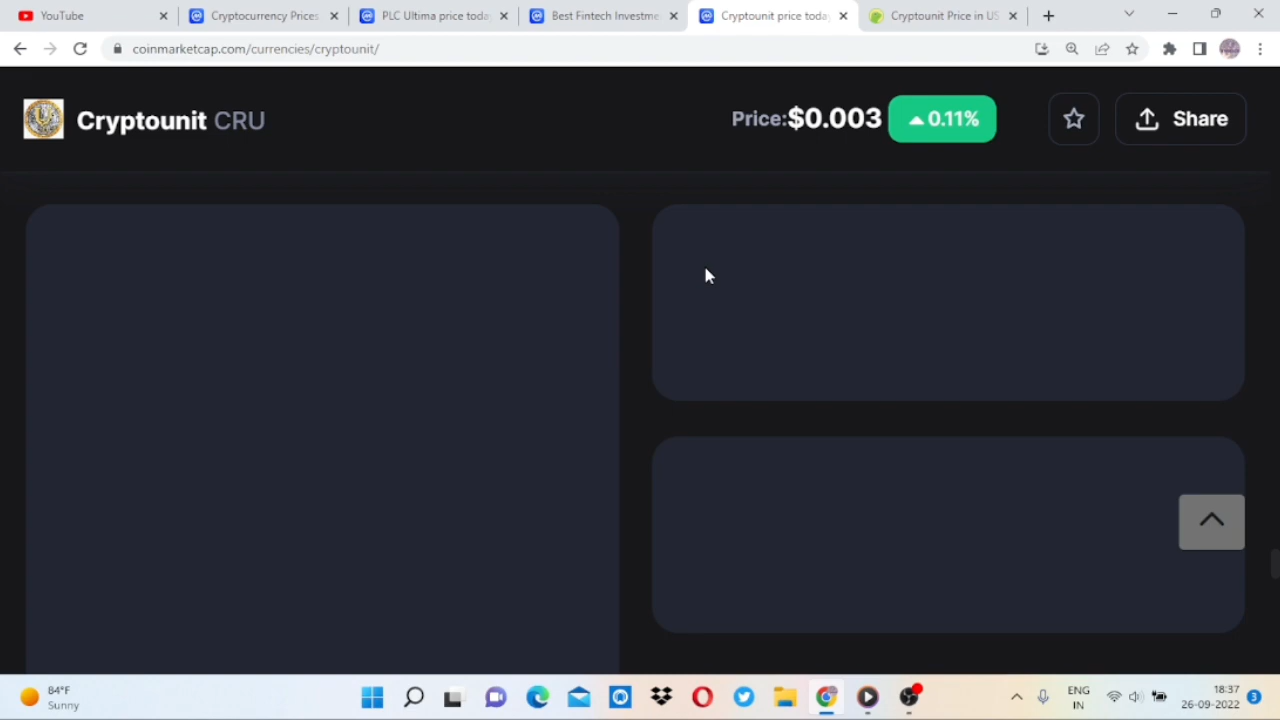 YouTube
Cryptocurrency Prices
PLC Ultima price toda
Best Fintech Investme
Cryptounit price toda
Cryptounit Price in US
coinmarketcap.com/currencies/cryptounit/
Cryptounit CRU
Price:$0.003
0.11%
Share
84°F
Sunny
ENG
IN
18:37
26-09-2022
3